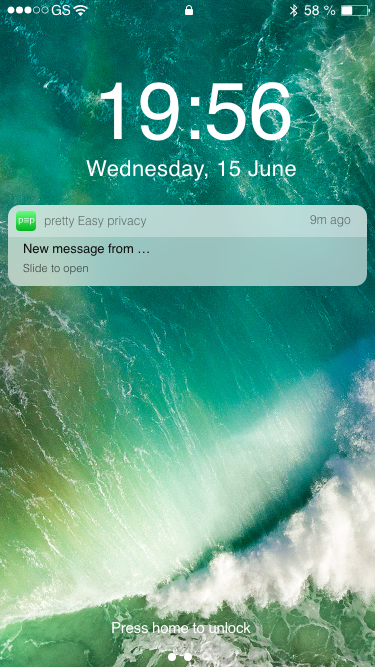 GS 58 %
19:56
Wednesday, 15 June
p≡p pretty Easy privacy 9m ago
New message from …
Slide to open
Press home to unlock